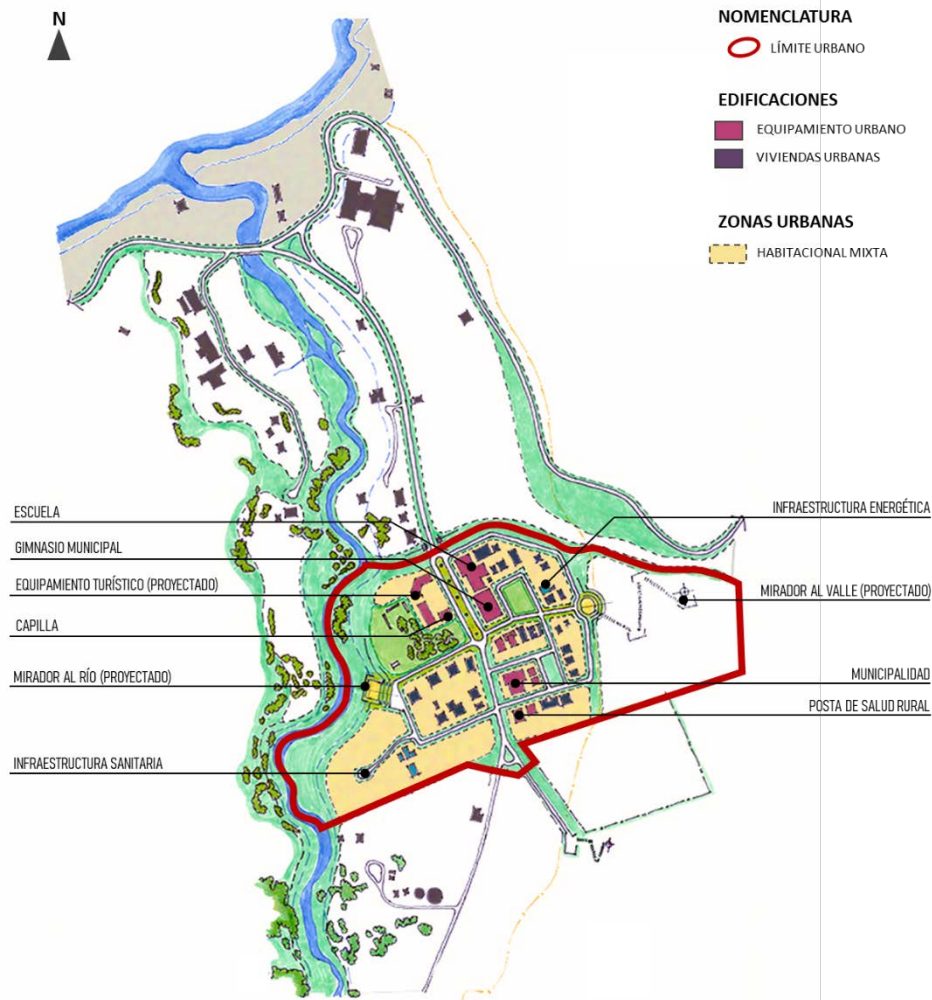 N
NOMENCLATURA
LÍMITE URBANO
EDIFICACIONES
EQUIPAMIENTO URBANO
VIVIENDAS URBANAS
ZONAS URBANAS
HABITACIONAL MIXTA
ESCUELA
GIMNASIO MUNICIPAL
EQUIPAMIENTO TURÍSTICO (PROYECTADO)
CAPILLA
MIRADOR AL RÍO (PROYECTADO)
INFRAESTRUCTURA SANITARIA
INFRAESTRUCTURA ENERGÉTICA
MIRADOR AL VALLE (PROYECTADO)
MUNICIPALIDAD
POSTA DE SALUD RURAL